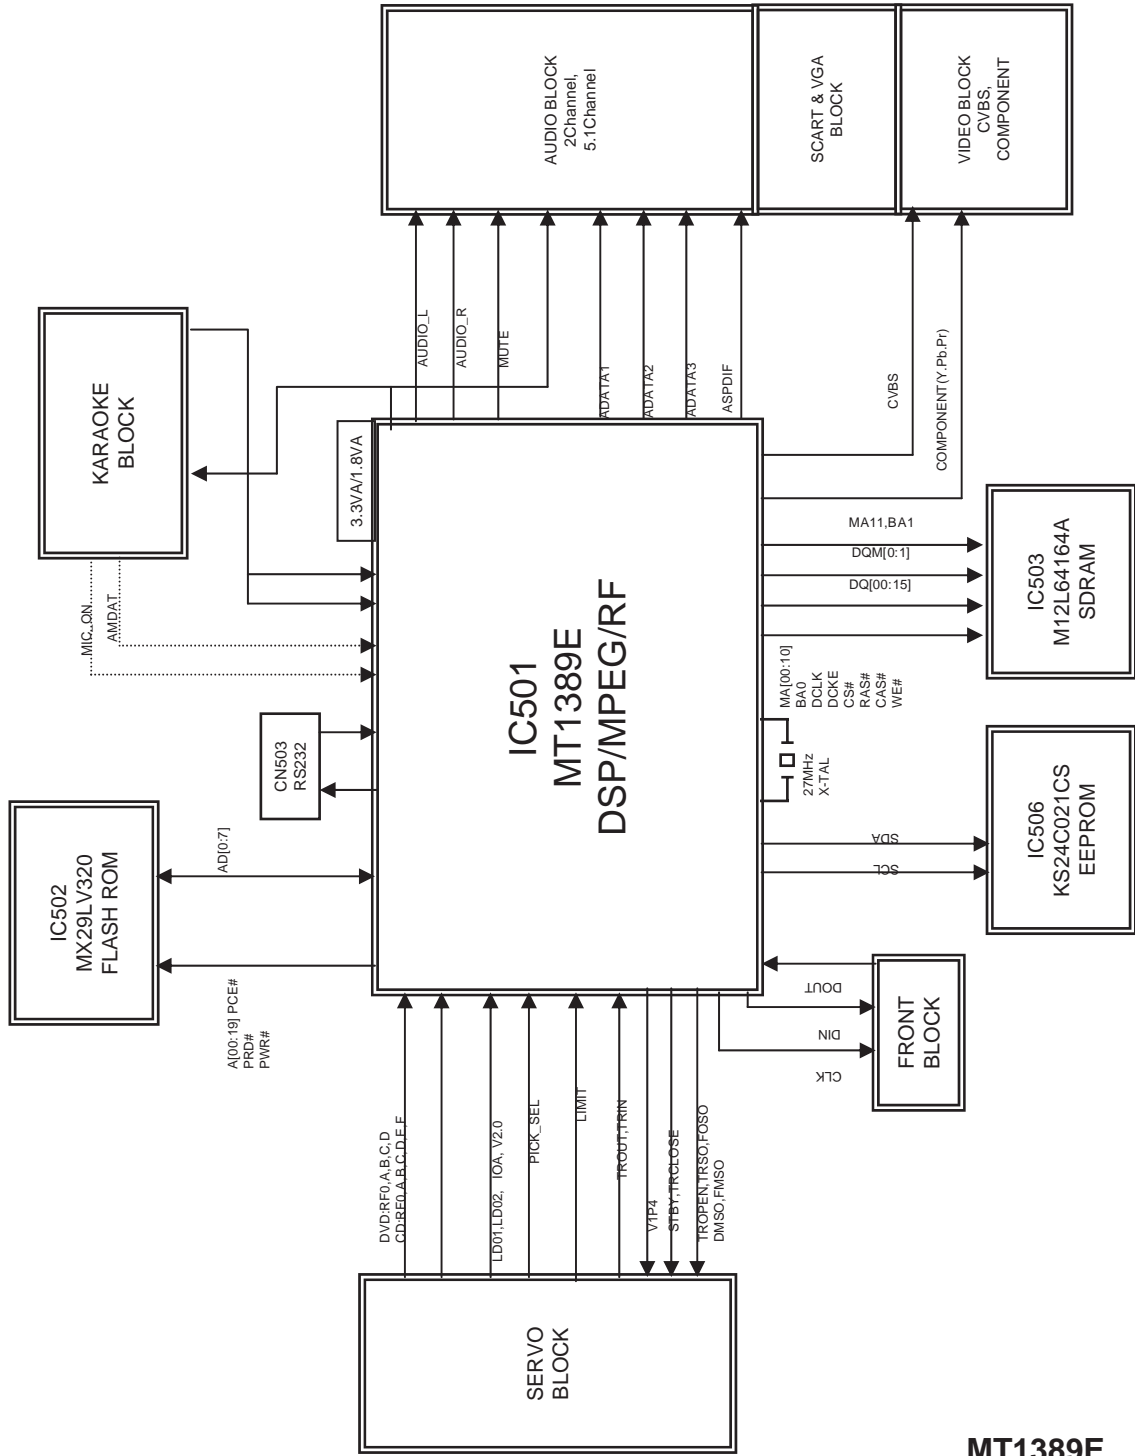 AUDIO BLOCK
2Channel,
5.1Channel
SCART & VGA
BLOCK
VIDEO BLOCK
CVBS,
COMPONENT
KARAOKE
BLOCK
AUDIO_L
AUDIO_R
MUTE
ADATA1
ADATA2
ADATA3
ASPDIF
CVBS
COMPONENT(Y.Pb.Pr)
3.3VA/1.8VA
MIC_ON
AMDAT
CN503
RS232
IC502
MX29LV320
FLASH ROM
AD[0:7]
A[00:19] PCE#
PRD#
PWR#
IC501
MT1389E
DSP/MPEG/RF
MA11,BA1
DQM[0:1]
DQ[00:15]
MA[00:10]
BA0
DCLK
DCKE
CS#
RAS#
CAS#
WE#
IC503
M12L64164A
SDRAM
27MHz
X-TAL
SDA
SCL
IC506
KS24C021CS
EEPROM
DOUT
DIN
CLK
FRONT
BLOCK
DVD:RF0,A,B,C,D
CD:RF0,A,B,C,D,E,F
LD01,LD02, IOA, V2.0
PICK_SEL
LIMIT
TROUT,TRIN
V1P4
STBY,TRCLOSE
TROPEN,TRSO,FOSO
DMSO,FMSO
SERVO
BLOCK
MT1389E